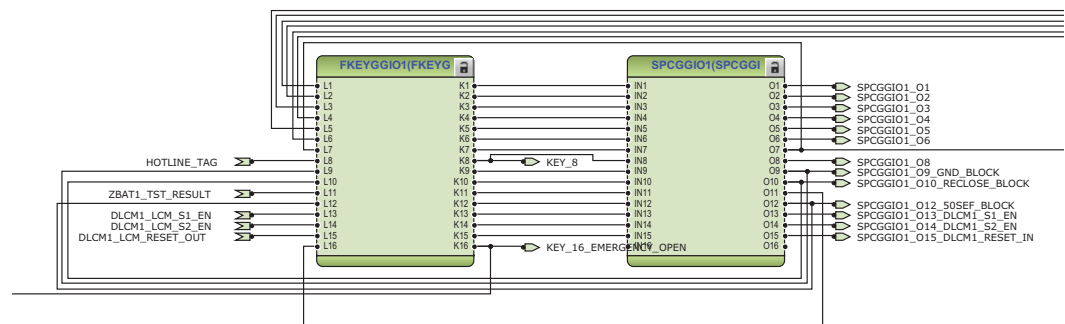 FKEYGGIO1(FKEYG
SPCGGIO1(SPCGGI
L1 K1 IN1 O1 SPCGGIO1_O1
L2 K2 IN2 O2 SPCGGIO1_O2
L3 K3 IN3 O3 SPCGGIO1_O3
L4 K4 IN4 O4 SPCGGIO1_O4
L5 K5 IN5 O5 SPCGGIO1_O5
L6 K6 IN6 O6 SPCGGIO1_O6
L7 K7 IN7 O7
HOTLINE_TAG L8 K8 KEY_8 IN8 O8 SPCGGIO1_O8
L9 K9 IN9 O9 SPCGGIO1_O9_GND_BLOCK
L10 K10 IN10 O10 SPCGGIO1_O10_RECLOSE_BLOCK
ZBAT1_TST_RESULT L11 K11 IN11 O11
L12 K12 IN12 O12 SPCGGIO1_O12_50SEF_BLOCK
DLCM1_LCM_S1_EN L13 K13 IN13 O13 SPCGGIO1_O13_DLCM1_S1_EN
DLCM1_LCM_S2_EN L14 K14 IN14 O14 SPCGGIO1_O14_DLCM1_S2_EN
DLCM1_LCM_RESET_OUT L15 K15 IN15 O15 SPCGGIO1_O15_DLCM1_RESET_IN
L16 K16 KEY_16_EMERGENCY_OPEN IN16 O16